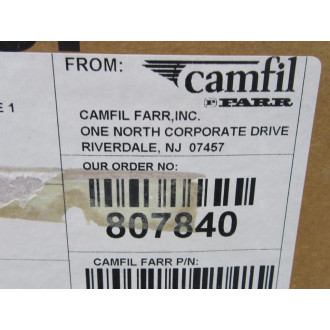 FROM:
camfil
FARR
E 1
CAMFIL FARR,INC.
ONE NORTH CORPORATE DRIVE
RIVERDALE, NJ 07457
OUR ORDER NO:
807840
CAMFIL FARR P/N: